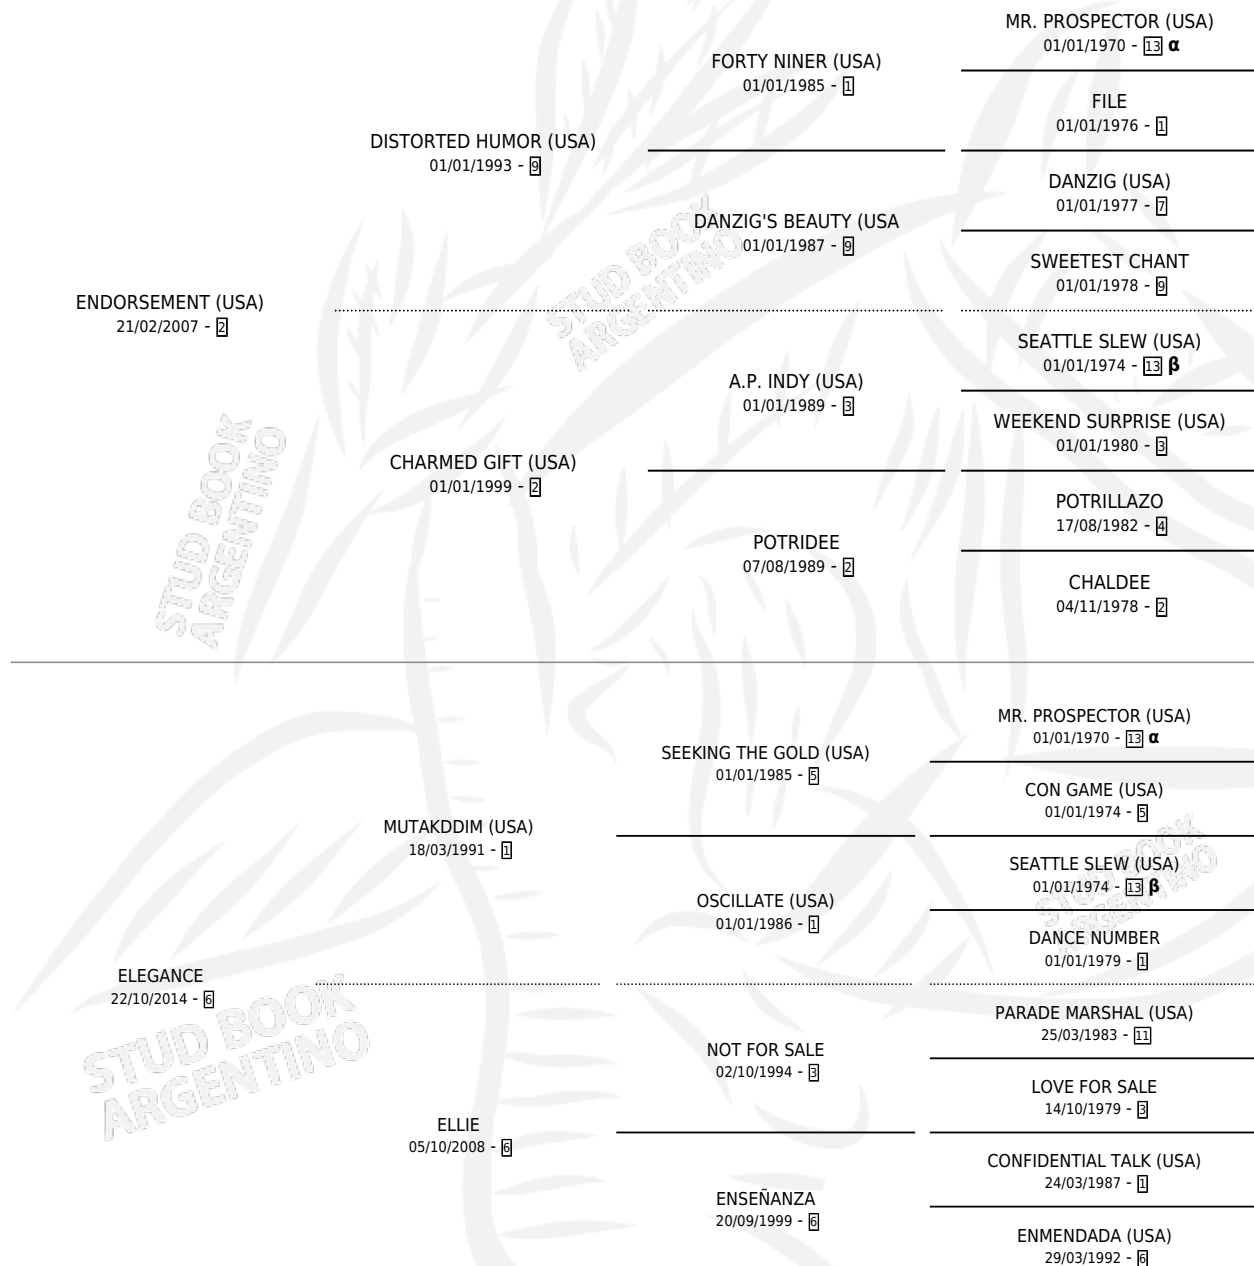 MR. PROSPECTOR (USA)
01/01/1970 - 13 α
FORTY NINER (USA)
01/01/1985 - 1
FILE
01/01/1976 - 1
DISTORTED HUMOR (USA)
01/01/1993 - 9
DANZIG (USA)
01/01/1977 - 7
DANZIG'S BEAUTY (USA
01/01/1987 - 9
SWEETEST CHANT
01/01/1978 - 9
ENDORSEMENT (USA)
21/02/2007 - 2
SEATTLE SLEW (USA)
01/01/1974 - 13 β
A.P. INDY (USA)
01/01/1989 - 3
WEEKEND SURPRISE (USA)
01/01/1980 - 3
CHARMED GIFT (USA)
01/01/1999 - 2
POTRILLAZO
17/08/1982 - 4
POTRIDEE
07/08/1989 - 2
CHALDEE
04/11/1978 - 2
MR. PROSPECTOR (USA)
01/01/1970 - 13 α
SEEKING THE GOLD (USA)
01/01/1985 - 5
CON GAME (USA)
01/01/1974 - 5
MUTAKDDIM (USA)
18/03/1991 - 1
SEATTLE SLEW (USA)
01/01/1974 - 13 β
OSCILLATE (USA)
01/01/1986 - 1
DANCE NUMBER
01/01/1979 - 1
ELEGANCE
22/10/2014 - 6
PARADE MARSHAL (USA)
25/03/1983 - 11
NOT FOR SALE
02/10/1994 - 3
LOVE FOR SALE
14/10/1979 - 3
ELLIE
05/10/2008 - 6
CONFIDENTIAL TALK (USA)
24/03/1987 - 1
ENSEÑANZA
20/09/1999 - 6
ENMENDADA (USA)
29/03/1992 - 6
STUD BOOK
ARGENTINO
STUD BOOK
ARGENTINO
STUD BOOK
ARGENTINO
STUD BOOK
ARGENTINO